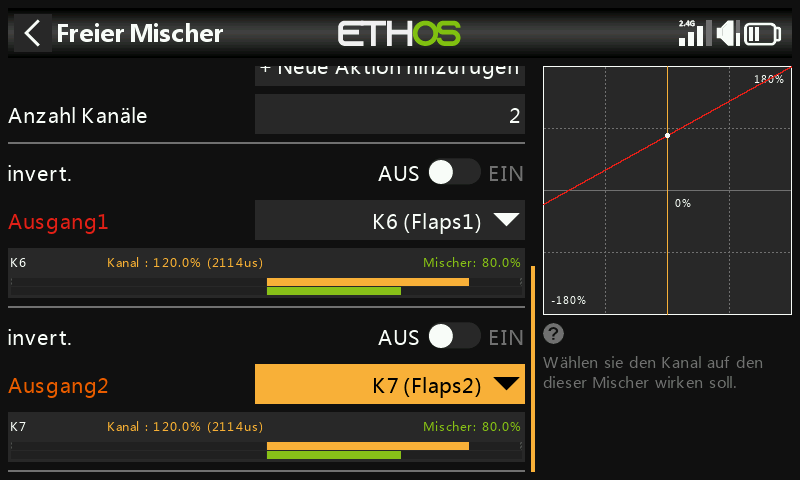 Freier Mischer
ETHOS
2.4G
+ Neue Aktion hinzufügen
Anzahl Kanäle
2
invert.
AUS
EIN
Ausgang1
K6 (Flaps1)
K6
Kanal : 120.0% (2114us)
Mischer: 80.0%
invert.
AUS
EIN
Ausgang2
K7 (Flaps2)
K7
Kanal : 120.0% (2114us)
Mischer: 80.0%
180%
0%
-180%
?
Wählen sie den Kanal auf den
dieser Mischer wirken soll.